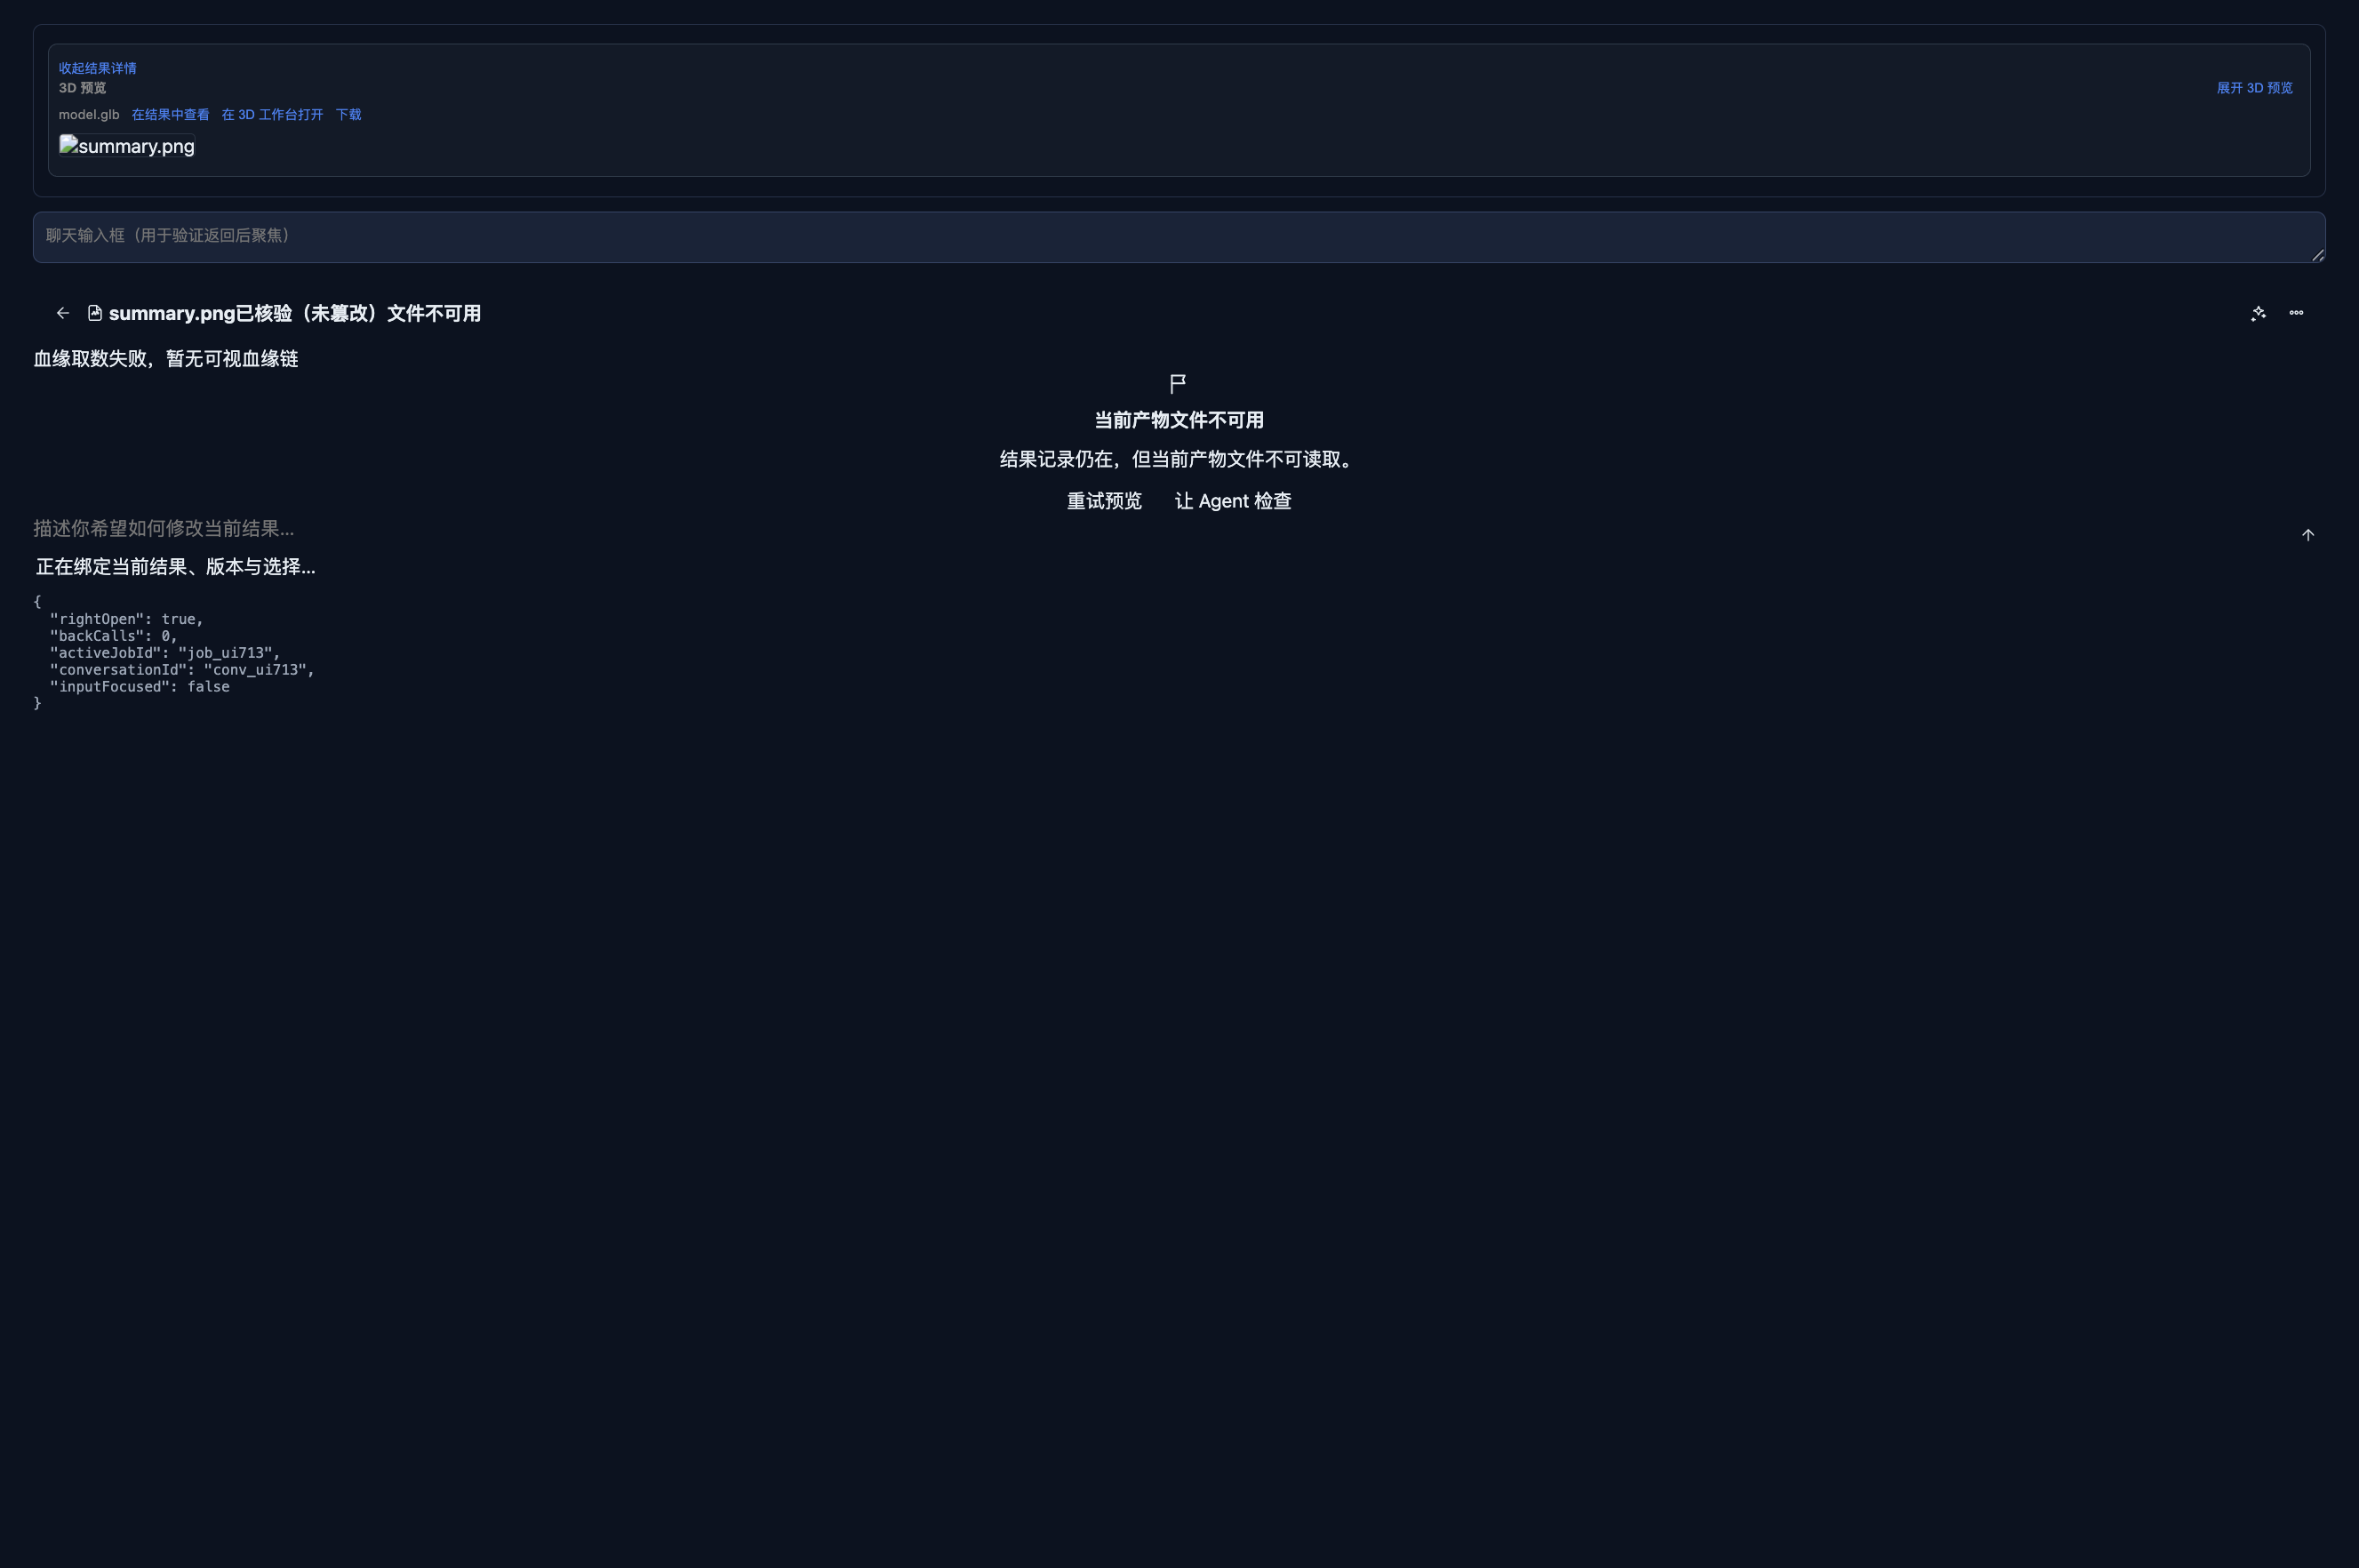 收起结果详情
3D 预览
展开 3D 预览
model.glb 在结果中查看 在 3D 工作台打开 下载
summary.png
聊天输入框（用于验证返回后聚焦）
summary.png已核验（未篡改）文件不可用
血缘取数失败，暂无可视血缘链
当前产物文件不可用
结果记录仍在，但当前产物文件不可读取。
重试预览 让 Agent 检查
描述你希望如何修改当前结果...
正在绑定当前结果、版本与选择...
{
"rightOpen": true,
"backCalls": 0,
"activeJobId": "job_ui713",
"conversationId": "conv_ui713",
"inputFocused": false
}